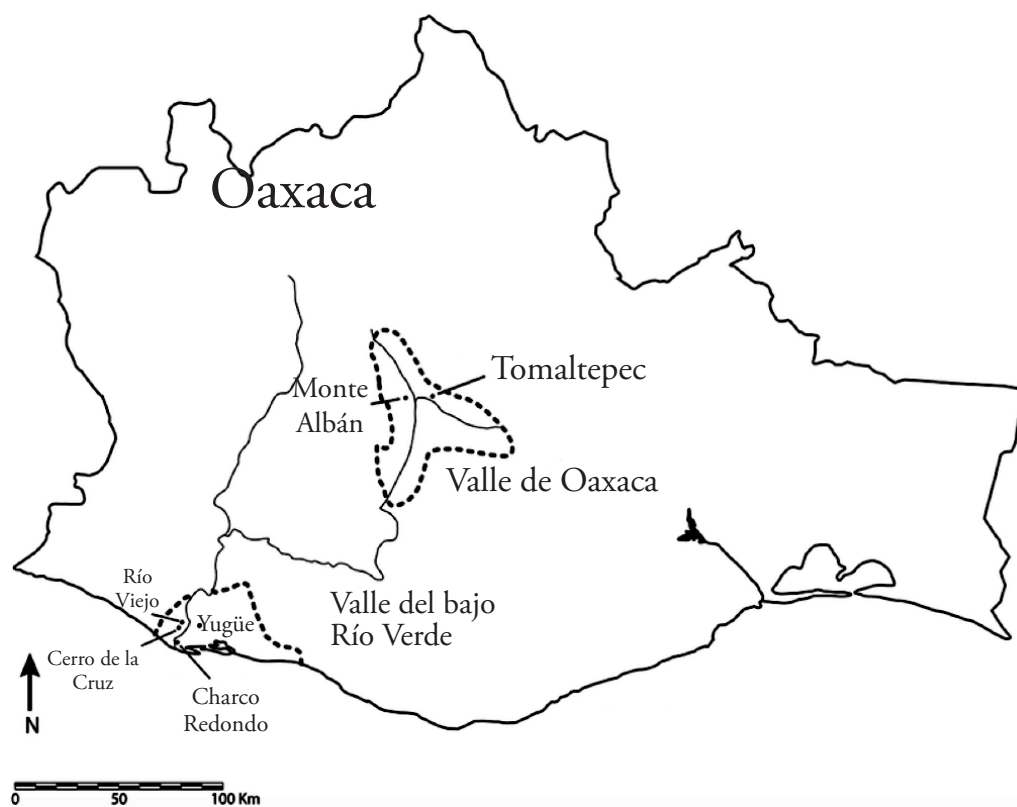 Oaxaca
Tomaltepec
Monte
Albán
Valle de Oaxaca
Río
Viejo
Valle del bajo
Río Verde
Yugüe
Cerro de la
Cruz
Charco
Redondo
N
0 50 100 Km